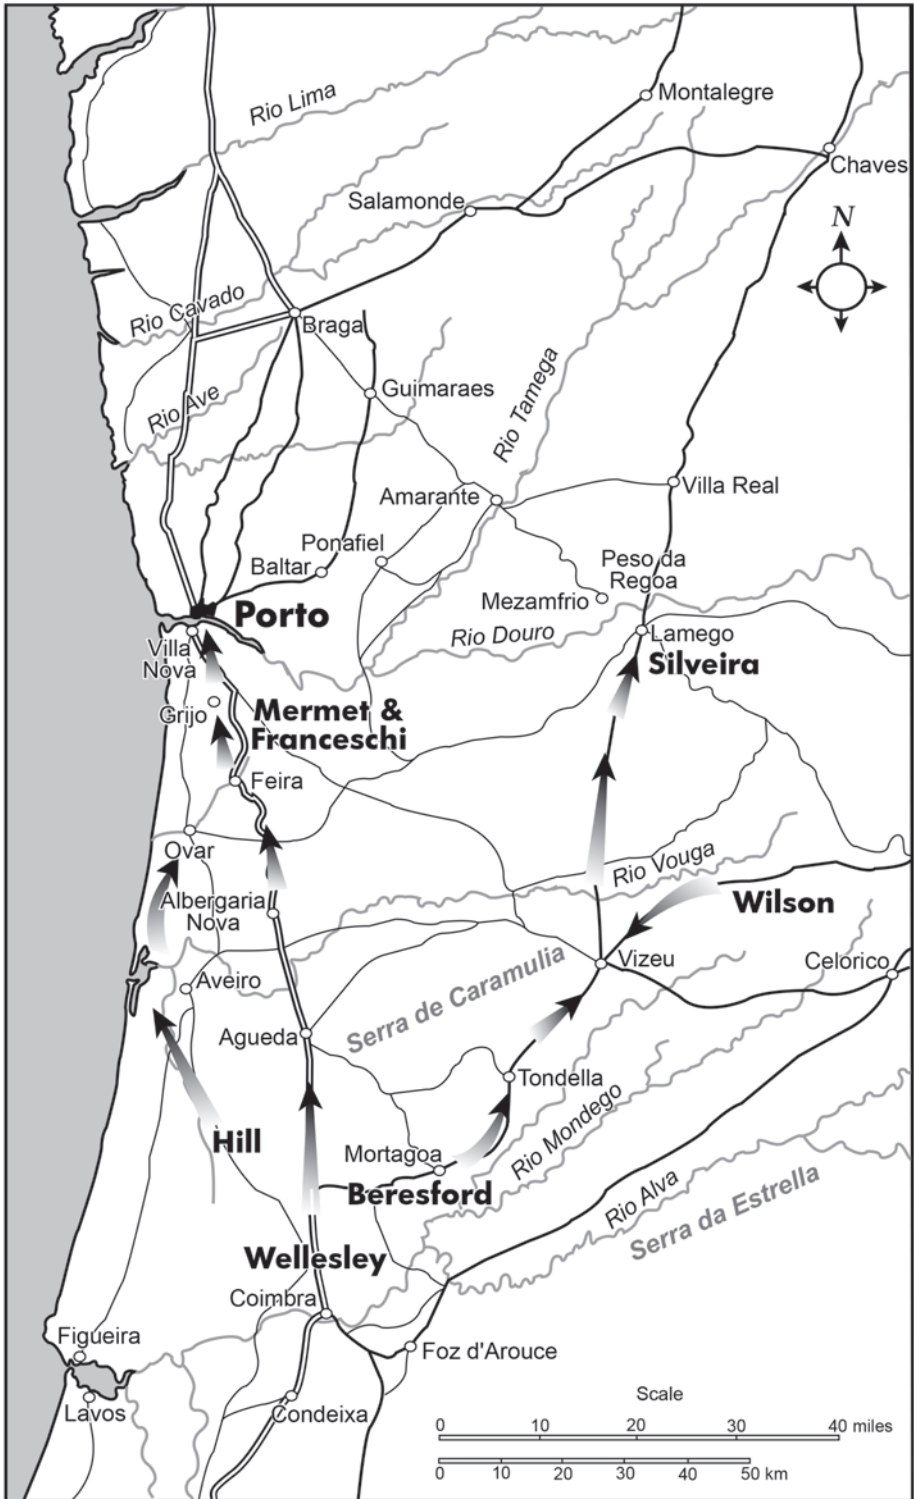 Montalegre
Rio Lima
Chaves
Salamonde
N
Rio Cavado
Braga
Guimaraes
Rio Ave
Rio Tamega
Villa Real
Amarante
Ponafiel
Baltar
Peso da
Regoa
Mezamfrio
Porto
Rio Douro
Lamego
Villa
Nova
Silveira
Grijo
Mermet &
Franceschi
Feira
Ovar
Rio Vouga
Albergaria
Nova
Wilson
Vizeu
Celorico
Aveiro
Serra de Caramulia
Agueda
Tondella
Rio Mondego
Hill
Mortagoa
Beresford
Rio Alva
Serra da Estrella
Wellesley
Coimbra
Figueira
Foz d'Arouce
Lavos
Condeixa
Scale
0 10 20 30 40 miles
0 10 20 30 40 50 km